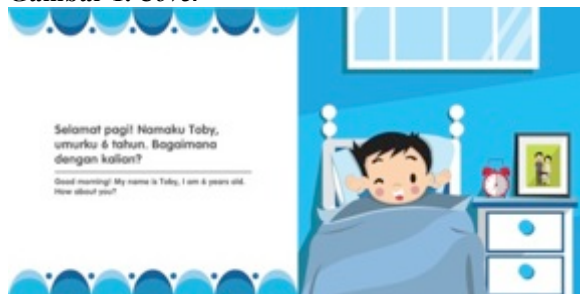 Gambar 1. Cover
Selamat pagi! Namaku Toby,
umurku 6 tahun. Bagaimana
dengan kalian?
Good morning! My name is Toby, I am 6 years old.
How about you?